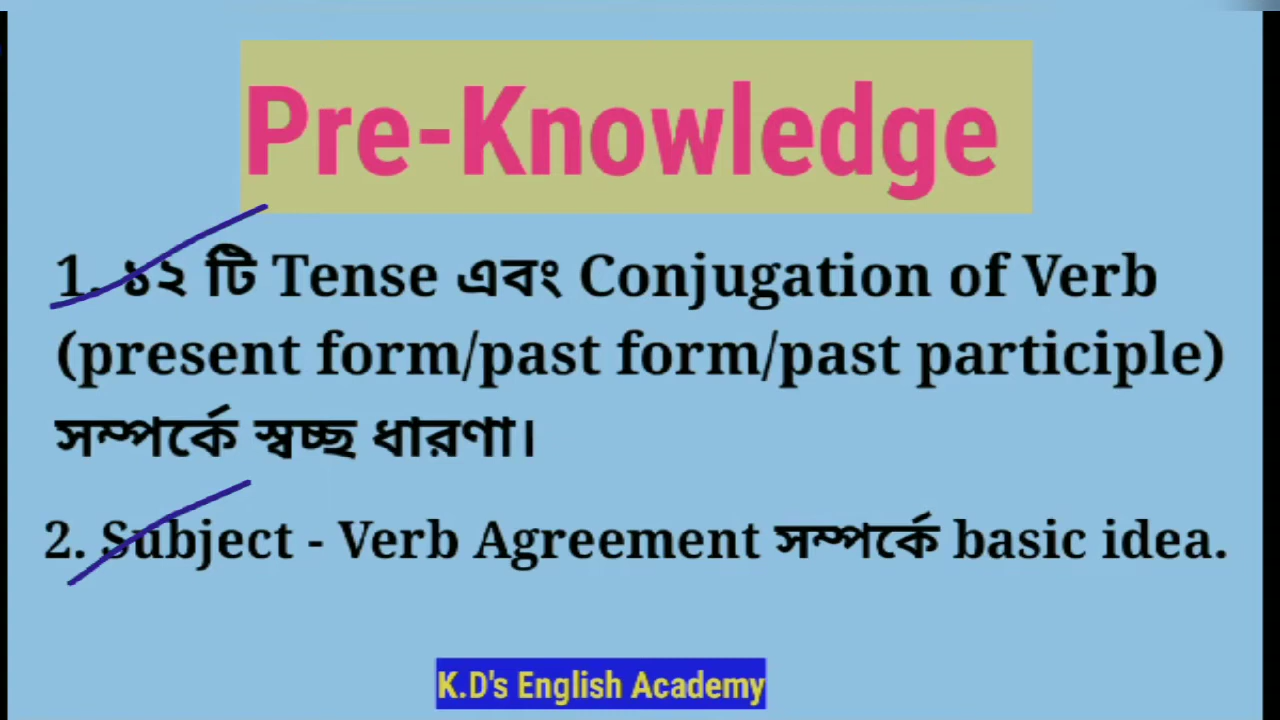 Pre-Knowledge
1. ১২ টি Tense এবং Conjugation of Verb
(present form/past form/past participle)
সম্পর্কে স্বচ্ছ ধারণা।
2. Subject - Verb Agreement সম্পর্কে basic idea.
K.D's English Academy